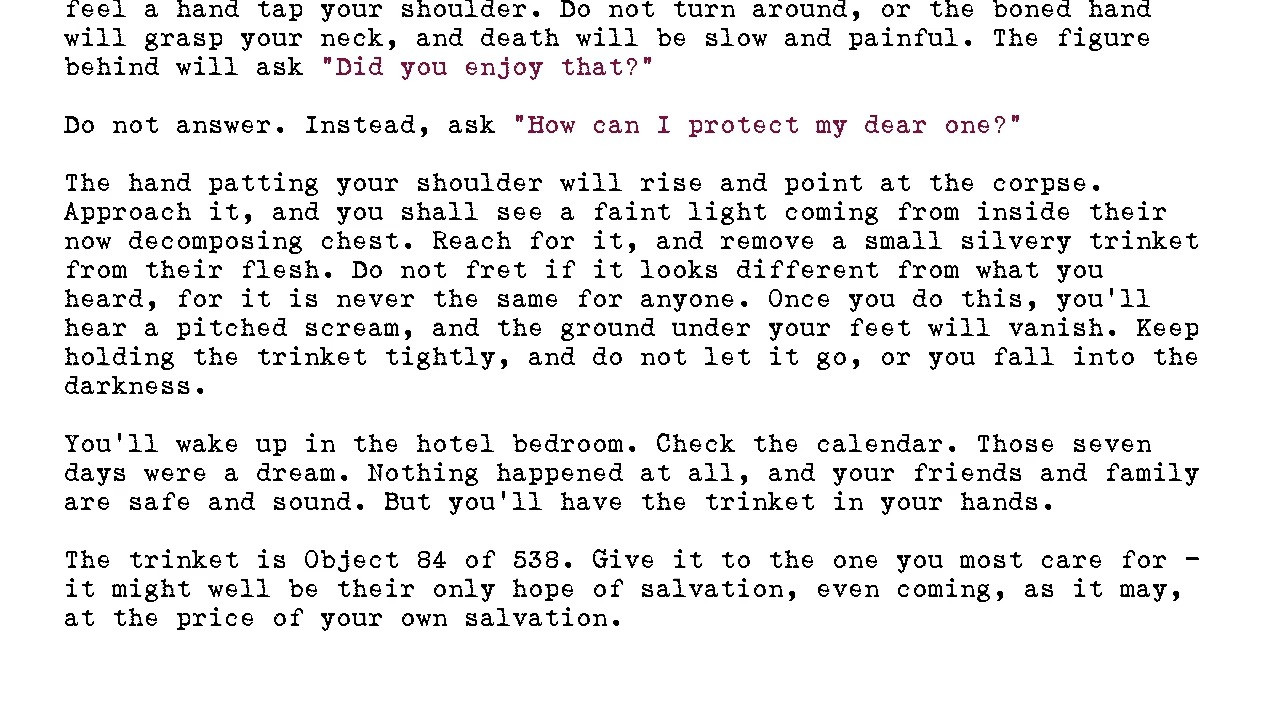 feel a hand tap your shoulder. Do not turn around, or the boned hand
will grasp your neck, and death will be slow and painful. The figure
behind will ask "Did you enjoy that?"
Do not answer. Instead, ask "How can I protect my dear one?"
The hand patting your shoulder will rise and point at the corpse.
Approach it, and you shall see a faint light coming from inside their
now decomposing chest. Reach for it, and remove a small silvery trinket
from their flesh. Do not fret if it looks different from what you
heard, for it is never the same for anyone. Once you do this, you'll
hear a pitched scream, and the ground under your feet will vanish. Keep
holding the trinket tightly, and do not let it go, or you fall into the
darkness.
You'll wake up in the hotel bedroom. Check the calendar. Those seven
days were a dream. Nothing happened at all, and your friends and family
are safe and sound. But you'll have the trinket in your hands.
The trinket is Object 84 of 538. Give it to the one you most care for –
it might well be their only hope of salvation, even coming, as it may,
at the price of your own salvation.